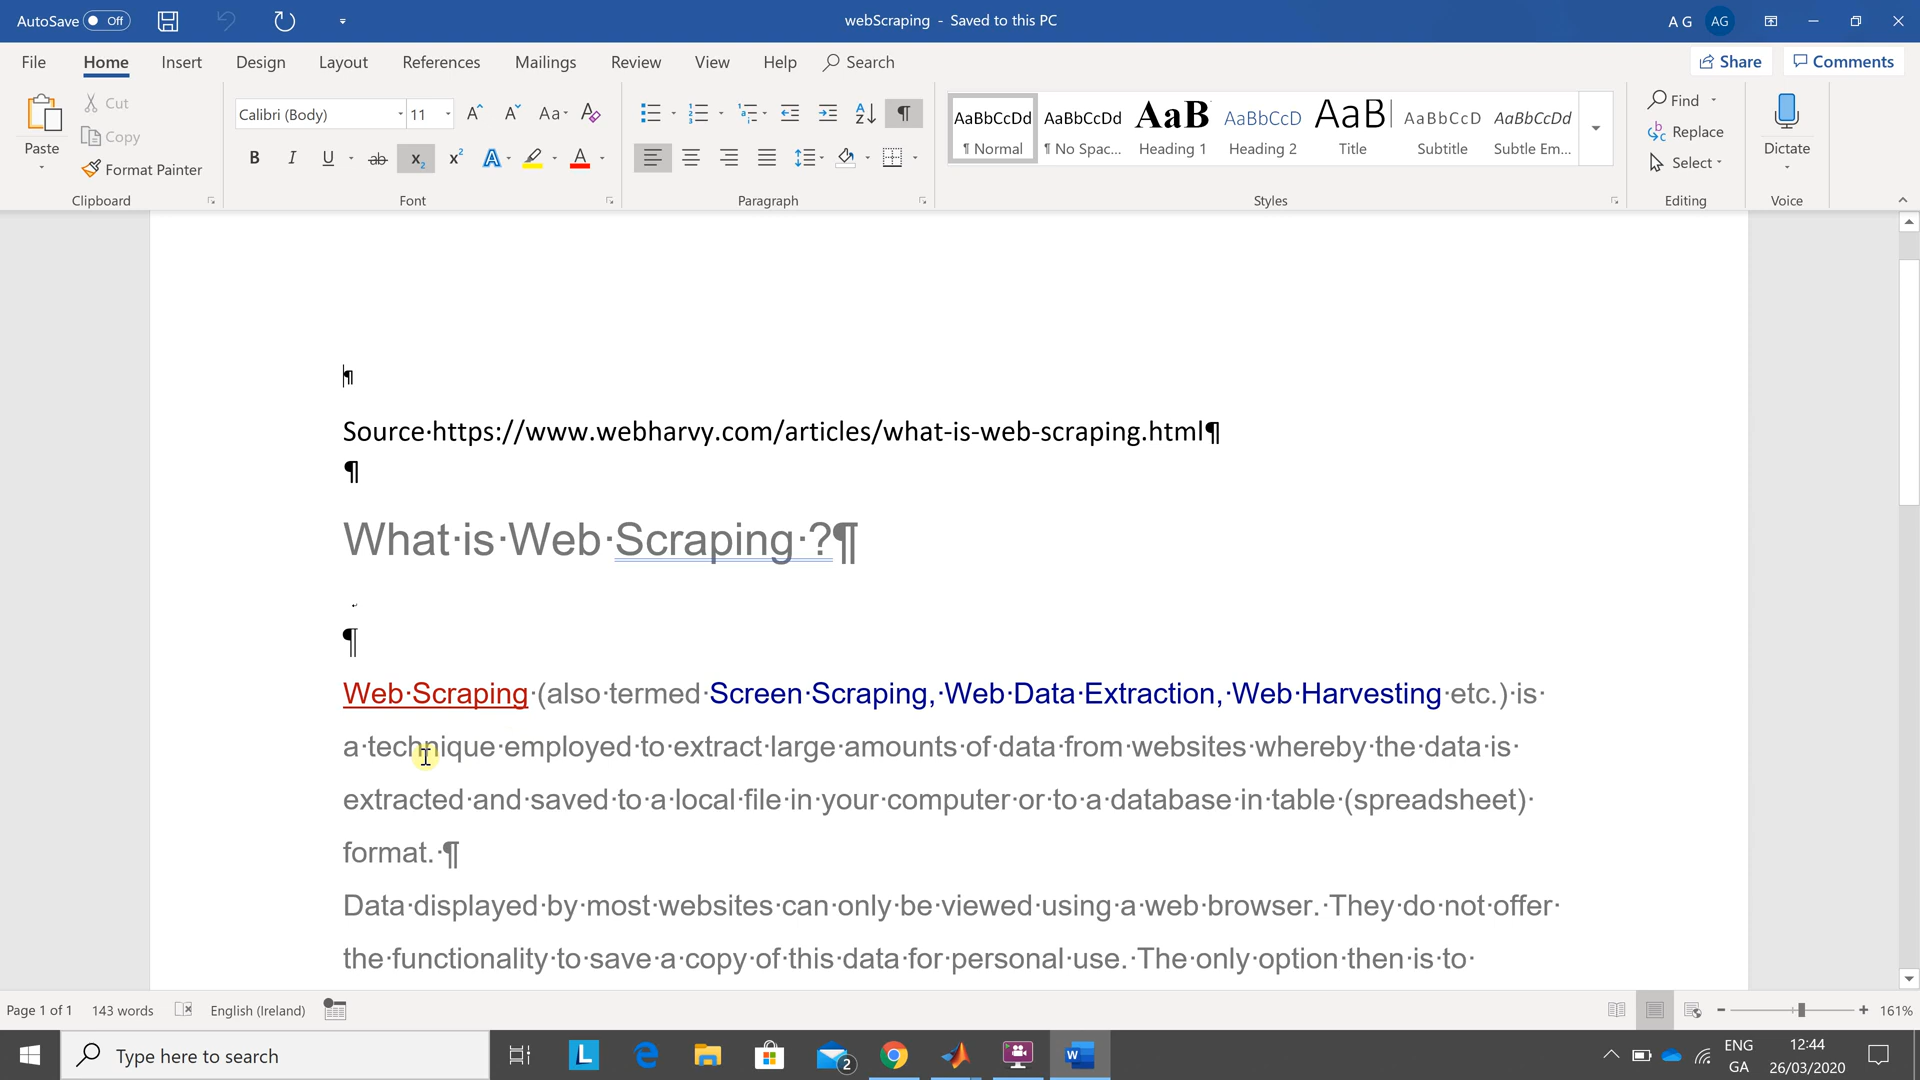 AutoSave Off
webScraping - Saved to this PC
A G AG
File Home Insert Design Layout References Mailings Review View Help Search
Share Comments
Paste
Cut
Copy
Format Painter
Clipboard
Calibri (Body) 11
Font
Paragraph
AaBbCcDd AaBbCcDd AaB AaBbCcD AaB AaBbCcD AaBbCcDd
¶ Normal ¶ No Spac... Heading 1 Heading 2 Title Subtitle Subtle Em...
Styles
Find
Replace
Select
Editing
Dictate
Voice
¶
Source·https://www.webharvy.com/articles/what-is-web-scraping.html¶
¶
What·is·Web·Scraping·?¶
¶
Web·Scraping·(also·termed·Screen·Scraping,·Web·Data·Extraction,·Web·Harvesting·etc.)·is·
a·technique·employed·to·extract·large·amounts·of·data·from·websites·whereby·the·data·is·
extracted·and·saved·to·a·local·file·in·your·computer·or·to·a·database·in·table·(spreadsheet)·
format.·¶
Data·displayed·by·most·websites·can·only·be·viewed·using·a·web·browser.·They·do·not·offer·
the·functionality·to·save·a·copy·of·this·data·for·personal·use.·The·only·option·then·is·to·
Page 1 of 1 143 words English (Ireland) 161%
Type here to search
L
2
W
ENG
GA
12:44
26/03/2020